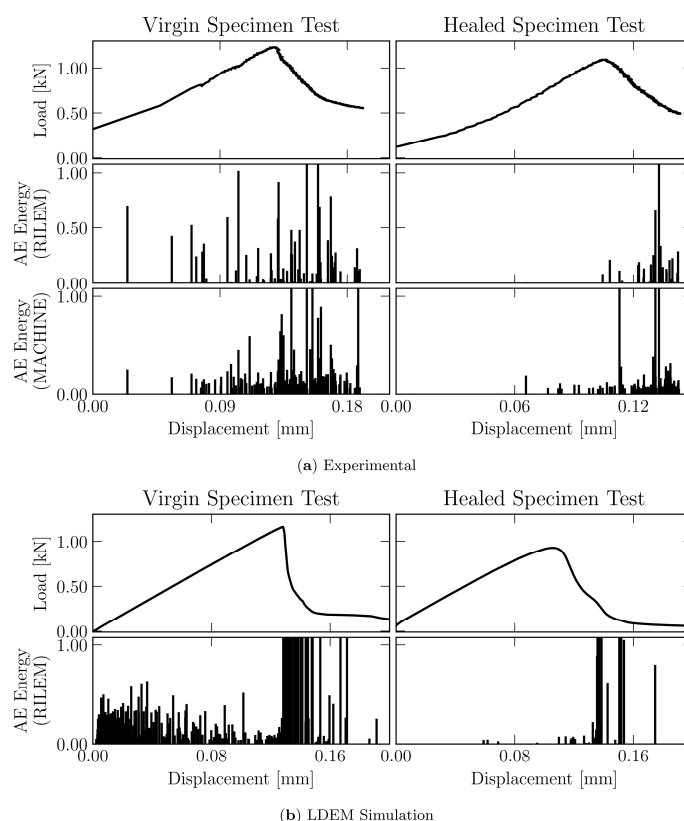 Virgin Specimen Test
Healed Specimen Test
Load [kN]
1.00
0.50
0.00
AE Energy
(RILEM)
1.00
0.50
0.00
AE Energy
(MACHINE)
1.00
0.00
0.00 0.09 0.18 0.00 0.06 0.12
Displacement [mm] Displacement [mm]
(a) Experimental
Virgin Specimen Test
Healed Specimen Test
Load [kN]
1.00
0.50
0.00
AE Energy
(RILEM)
1.00
0.00
0.08 0.16 0.08 0.16
Displacement [mm] Displacement [mm]
(b) LDEM Simulation